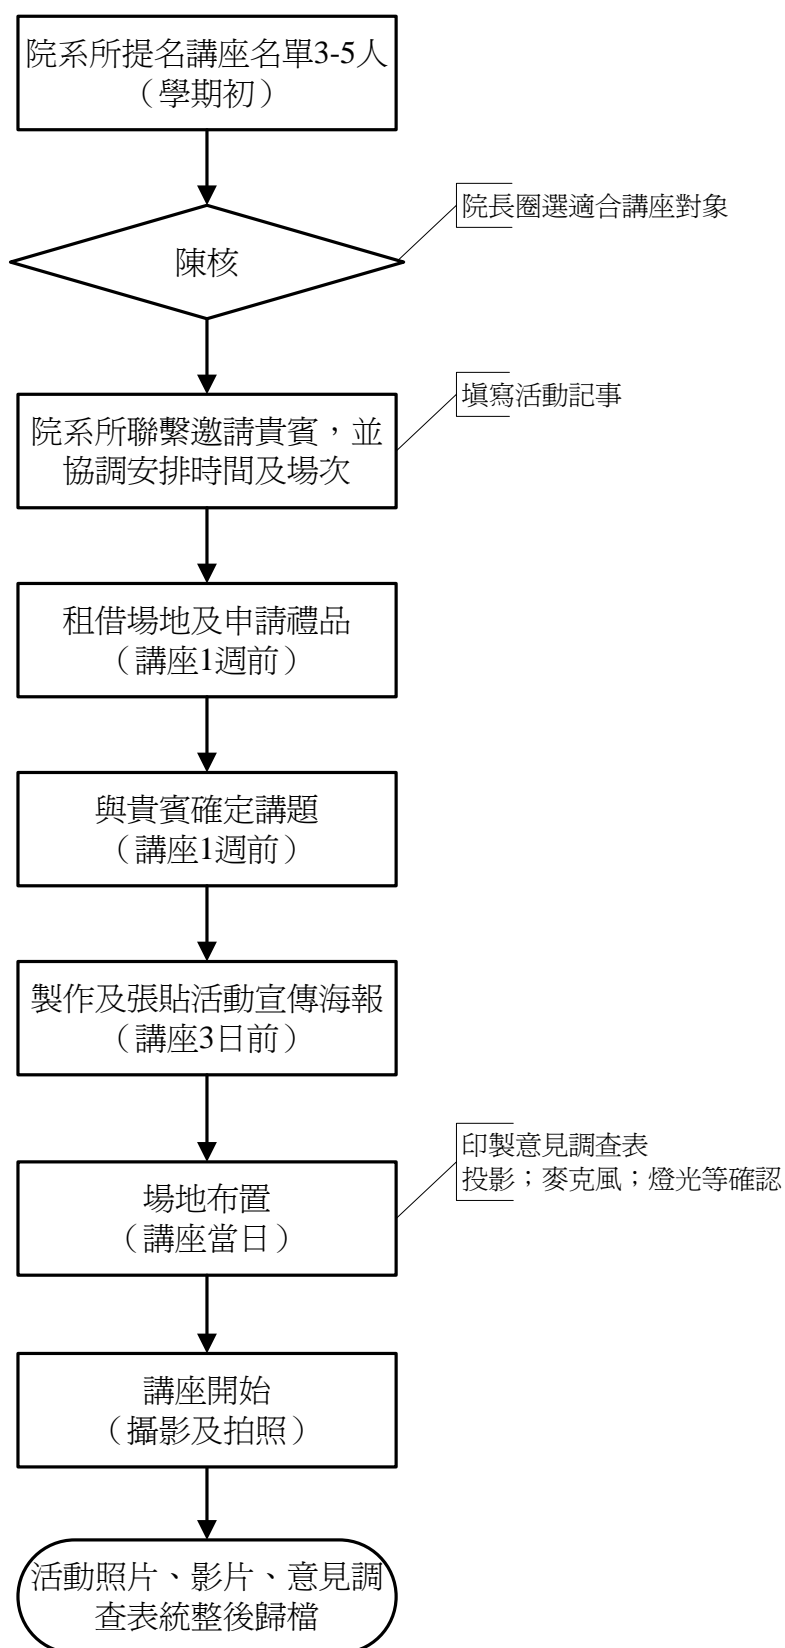 院系所提名講座名單3-5人
（學期初）
院長圈選適合講座對象
陳核
填寫活動記事
院系所聯繫邀請貴賓，並
協調安排時間及場次
租借場地及申請禮品
（講座1週前）
與貴賓確定講題
（講座1週前）
製作及張貼活動宣傳海報
（講座3日前）
印製意見調查表
投影；麥克風；燈光等確認
場地布置
（講座當日）
講座開始
（攝影及拍照）
活動照片、影片、意見調
查表統整後歸檔